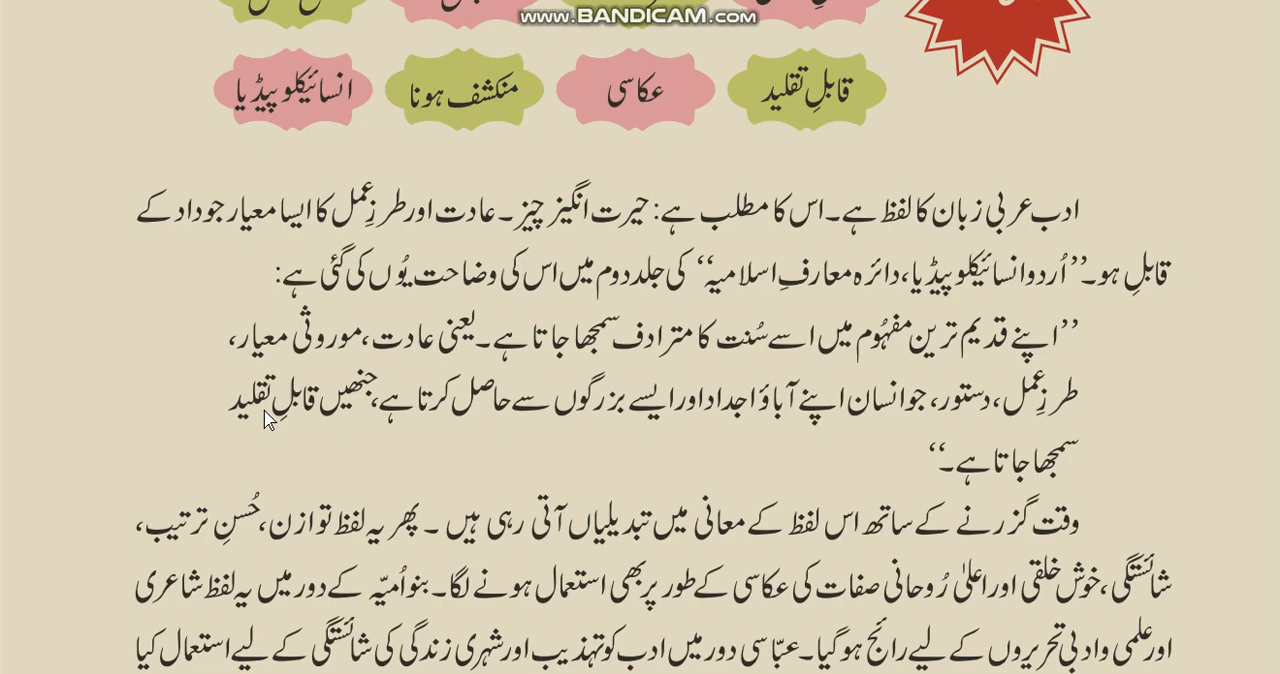 www.BANDICAM.com
قابلِ تقلید عکاسی منکشف ہونا انسائیکلوپیڈیا
ادب عربی زبان کا لفظ ہے۔ اس کا مطلب ہے: حیرت انگیز چیز۔ عادت اور طرزِ عمل کا ایسا معیار جو داد کے
قابل ہو۔ ’’اُردو انسائیکلوپیڈیا، دائرہ معارفِ اسلامیہ‘‘ کی جلد دوم میں اس کی وضاحت یُوں کی گئی ہے:
’’اپنے قدیم ترین مفہُوم میں اسے سُنت کا مترادف سمجھا جاتا ہے۔ یعنی عادت، موروثی معیار،
طرزِ عمل، دستور، جو انسان اپنے آباؤ اجداد اور ایسے بزرگوں سے حاصل کرتا ہے، جنھیں قابلِ تقلید
سمجھا جاتا ہے۔‘‘
وقت گزرنے کے ساتھ اس لفظ کے معانی میں تبدیلیاں آتی رہی ہیں۔ پھر یہ لفظ توازن، حُسنِ ترتیب،
شائستگی، خوش خلقی اور اعلیٰ رُوحانی صفات کی عکاسی کے طور پر بھی استعمال ہونے لگا۔ بنو اُمیّہ کے دور میں یہ لفظ شاعری
اور علمی و ادبی تحریروں کے لیے رائج ہو گیا۔ عبّاسی دور میں ادب کو تہذیب اور شہری زندگی کی شائستگی کے لیے استعمال کیا